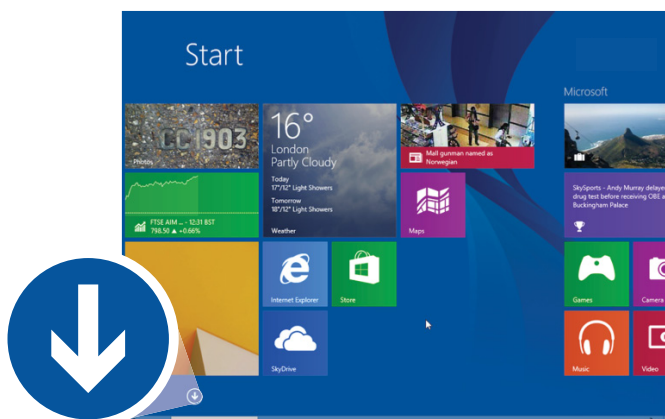 Start
Microsoft
CC1903
Photos
16°
London
Partly Cloudy
Today
17°/12° Light Showers
Tomorrow
18°/12° Light Showers
Weather
Mall gunman named as
Norwegian
Maps
FTSE AIM ... - 12:31 BST
798.50 ▲ +0.66%
SkySports - Andy Murray delayed
drug test before receiving OBE a
Buckingham Palace
Internet Explorer
Store
Games
Camera
SkyDrive
Music
Video